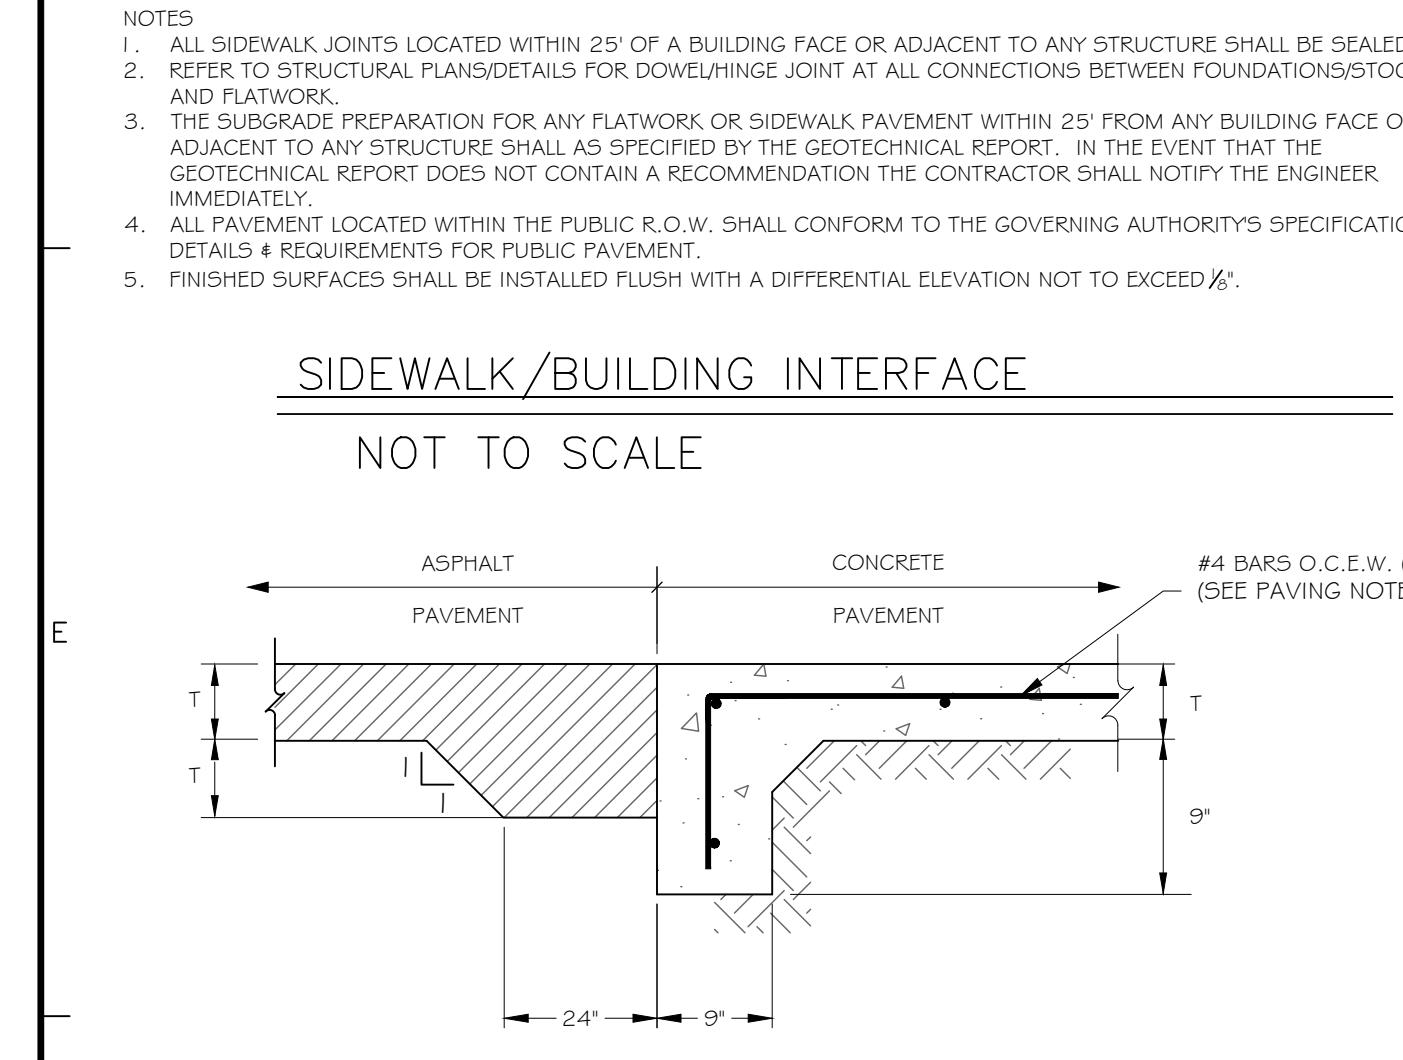 NOTES
1. ALL SIDEWALK JOINTS LOCATED WITHIN 25' OF A BUILDING FACE OR ADJACENT TO ANY STRUCTURE SHALL BE SEALED
2. REFER TO STRUCTURAL PLANS/DETAILS FOR DOWEL/HINGE JOINT AT ALL CONNECTIONS BETWEEN FOUNDATIONS/STOO
AND FLATWORK.
3. THE SUBGRADE PREPARATION FOR ANY FLATWORK OR SIDEWALK PAVEMENT WITHIN 25' FROM ANY BUILDING FACE O
ADJACENT TO ANY STRUCTURE SHALL AS SPECIFIED BY THE GEOTECHNICAL REPORT. IN THE EVENT THAT THE
GEOTECHNICAL REPORT DOES NOT CONTAIN A RECOMMENDATION THE CONTRACTOR SHALL NOTIFY THE ENGINEER
IMMEDIATELY.
4. ALL PAVEMENT LOCATED WITHIN THE PUBLIC R.O.W. SHALL CONFORM TO THE GOVERNING AUTHORITY'S SPECIFICATIO
DETAILS & REQUIREMENTS FOR PUBLIC PAVEMENT.
5. FINISHED SURFACES SHALL BE INSTALLED FLUSH WITH A DIFFERENTIAL ELEVATION NOT TO EXCEED 1/8".
SIDEWALK/BUILDING INTERFACE
NOT TO SCALE
ASPHALT
PAVEMENT
CONCRETE
PAVEMENT
#4 BARS O.C.E.W. (
(SEE PAVING NOTE
E
T
T
1
1
T
9"
24"
9"